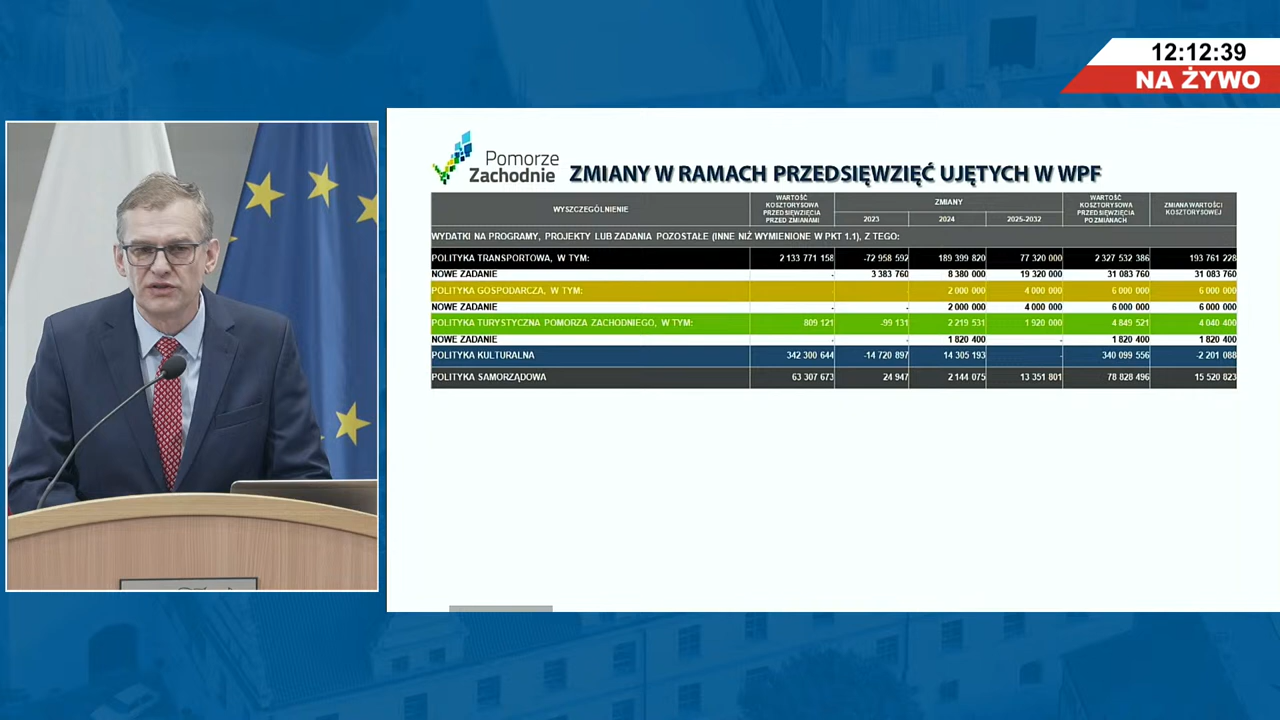 12:12:39
NA ŻYWO
Pomorze
Zachodnie
ZMIANY W RAMACH PRZEDSIĘWZIĘĆ UJĘTYCH W WPF
WYSZCZEGÓLNIENIE
WARTOŚĆ KOSZTORYSOWA PRZEDSIĘWZIĘCIA PRZED ZMIANAMI
ZMIANY
2023 2024 2025-2032
WARTOŚĆ KOSZTORYSOWA PRZEDSIĘWZIĘCIA PO ZMIANACH
ZMIANA WARTOŚCI KOSZTORYSOWEJ
WYDATKI NA PROGRAMY, PROJEKTY LUB ZADANIA POZOSTAŁE (INNE NIŻ WYMIENIONE W PKT 1.1), Z TEGO:
POLITYKA TRANSPORTOWA, W TYM: 2 133 771 158 -72 958 592 189 399 820 77 320 000 2 327 532 386 193 761 228
NOWE ZADANIE - 3 383 760 8 380 000 19 320 000 31 083 760 31 083 760
POLITYKA GOSPODARCZA, W TYM: - - 2 000 000 4 000 000 6 000 000 6 000 000
NOWE ZADANIE - - 2 000 000 4 000 000 6 000 000 6 000 000
POLITYKA TURYSTYCZNA POMORZA ZACHODNIEGO, W TYM: 809 121 -99 131 2 219 531 1 920 000 4 849 521 4 040 400
NOWE ZADANIE - - 1 820 400 - 1 820 400 1 820 400
POLITYKA KULTURALNA 342 300 644 -14 720 897 14 305 193 - 340 099 556 -2 201 088
POLITYKA SAMORZĄDOWA 63 307 673 24 947 2 144 075 13 351 801 78 828 496 15 520 823